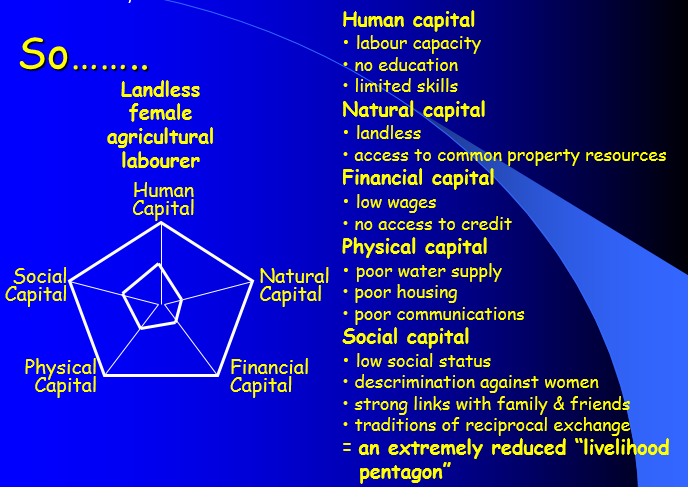 So……..
Landless
female
agricultural
labourer
Human
Capital
Social
Capital
Natural
Capital
Physical
Capital
Financial
Capital
Human capital
• labour capacity
• no education
• limited skills
Natural capital
• landless
• access to common property resources
Financial capital
• low wages
• no access to credit
Physical capital
• poor water supply
• poor housing
• poor communications
Social capital
• low social status
• descrimination against women
• strong links with family & friends
• traditions of reciprocal exchange
= an extremely reduced “livelihood
pentagon”